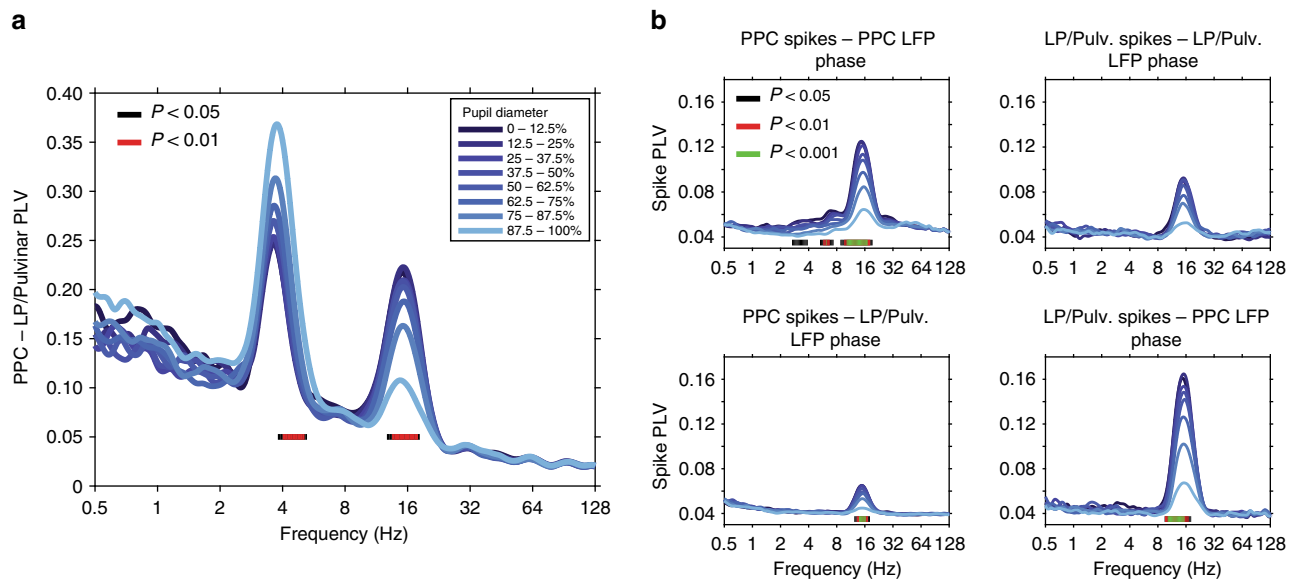 a
PPC – LP/Pulvinar PLV
0.40
0.35
0.30
0.25
0.20
0.15
0.10
0.05
0
P < 0.05
P < 0.01
Pupil diameter
0 – 12.5%
12.5 – 25%
25 – 37.5%
37.5 – 50%
50 – 62.5%
62.5 – 75%
75 – 87.5%
87.5 – 100%
0.5 1 2 4 8 16 32 64 128
Frequency (Hz)
b
PPC spikes – PPC LFP
phase
Spike PLV
0.16
0.12
0.08
0.04
P < 0.05
P < 0.01
P < 0.001
0.5 1 2 4 8 16 32 64 128
LP/Pulv. spikes – LP/Pulv.
LFP phase
0.16
0.12
0.08
0.04
0.5 1 2 4 8 16 32 64 128
PPC spikes – LP/Pulv.
LFP phase
Spike PLV
0.16
0.12
0.08
0.04
0.5 1 2 4 8 16 32 64 128
Frequency (Hz)
LP/Pulv. spikes – PPC LFP
phase
0.16
0.12
0.08
0.04
0.5 1 2 4 8 16 32 64 128
Frequency (Hz)